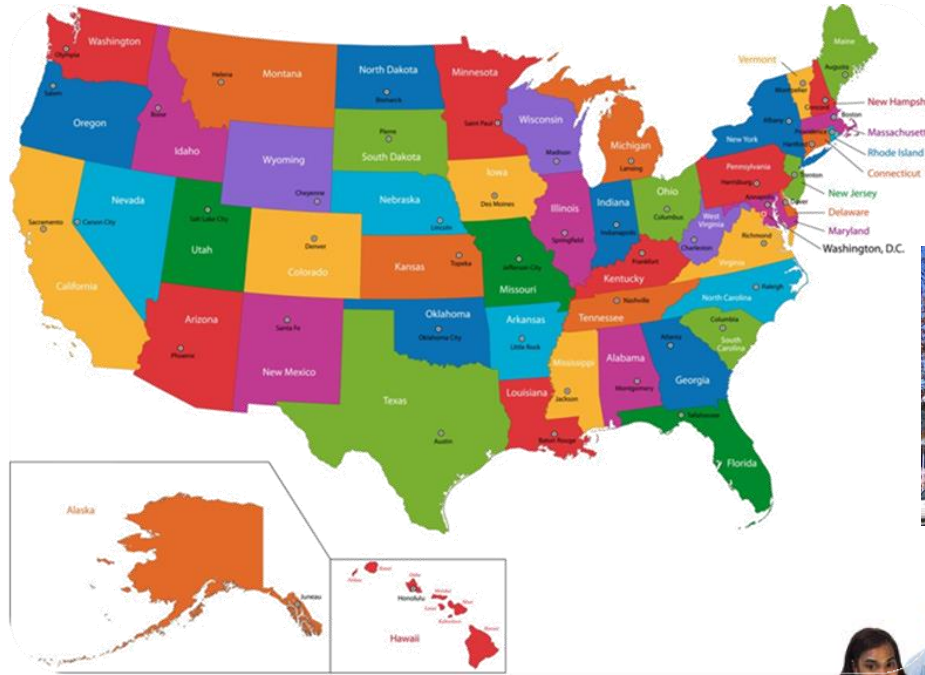 Washington
Olympia
Montana
Helena
North Dakota
Bismarck
Minnesota
Saint Paul
Maine
Augusta
Vermont
Montpelier
Salem
Oregon
Boise
Idaho
Pierre
South Dakota
Wisconsin
Madison
Michigan
Lansing
New York
Albany
Concord
New Hampsh
Boston
Massachusett
Providence
Rhode Island
Hartford
Connecticut
Wyoming
Cheyenne
Iowa
Des Moines
Pennsylvania
Harrisburg
Trenton
New Jersey
Nevada
Carson City
Sacramento
Salt Lake City
Utah
Nebraska
Lincoln
Illinois
Springfield
Indiana
Indianapolis
Ohio
Columbus
West
Virginia
Charleston
Annapolis
Dover
Delaware
Maryland
Washington, D.C.
Richmond
Virginia
California
Denver
Colorado
Kansas
Topeka
Jefferson City
Missouri
Frankfort
Kentucky
Arizona
Phoenix
Santa Fe
New Mexico
Oklahoma
Oklahoma City
Arkansas
Little Rock
Nashville
Tennessee
Raleigh
North Carolina
Columbia
South
Carolina
Texas
Austin
Louisiana
Baton Rouge
Mississippi
Jackson
Alabama
Montgomery
Atlanta
Georgia
Tallahassee
Florida
Alaska
Juneau
Honolulu
Hawaii